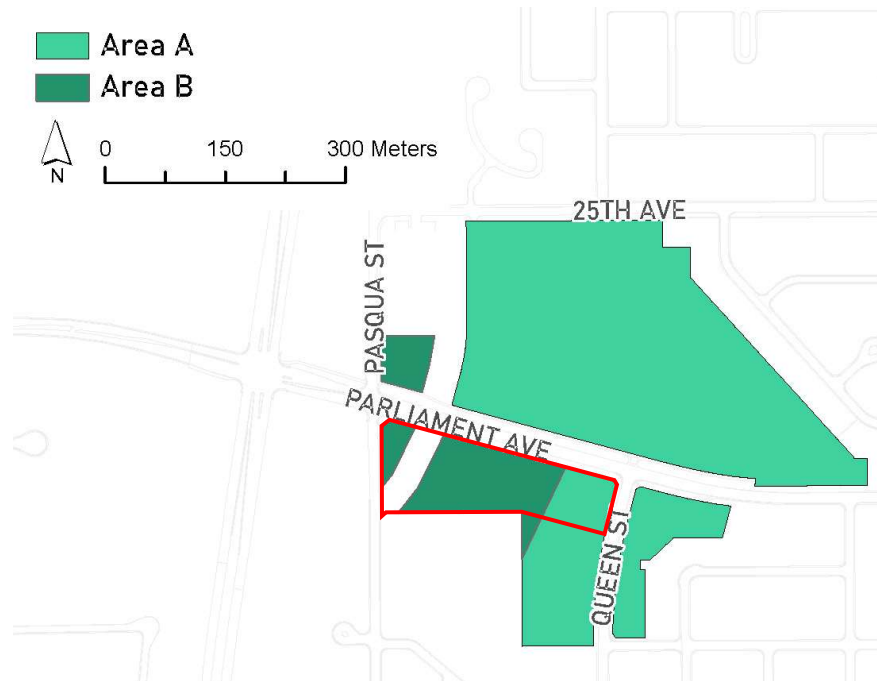 Area A
Area B
0 150 300 Meters
N
25TH AVE
PASQUA ST
PARLIAMENT AVE
QUEEN ST